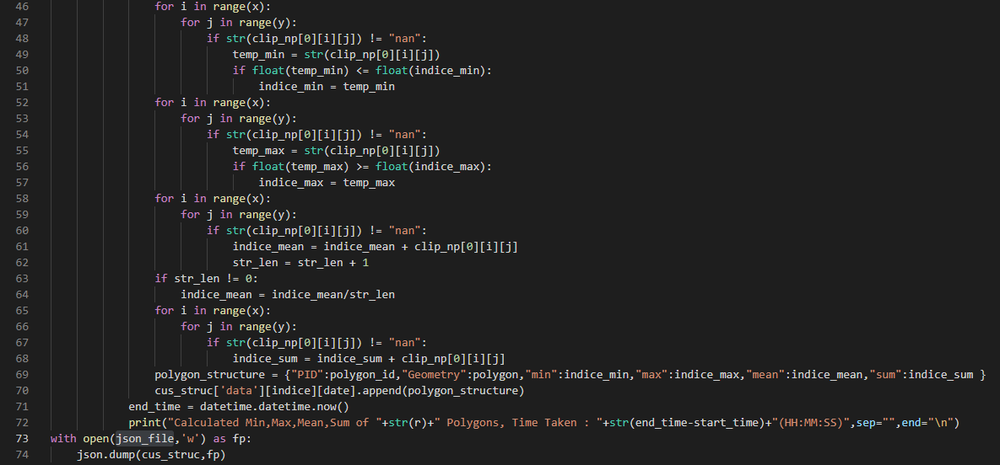 46 for i in range(x):
47 for j in range(y):
48 if str(clip_np[0][i][j]) != "nan":
49 temp_min = str(clip_np[0][i][j])
50 if float(temp_min) <= float(indice_min):
51 indice_min = temp_min
52 for i in range(x):
53 for j in range(y):
54 if str(clip_np[0][i][j]) != "nan":
55 temp_max = str(clip_np[0][i][j])
56 if float(temp_max) >= float(indice_max):
57 indice_max = temp_max
58 for i in range(x):
59 for j in range(y):
60 if str(clip_np[0][i][j]) != "nan":
61 indice_mean = indice_mean + clip_np[0][i][j]
62 str_len = str_len + 1
63 if str_len != 0:
64 indice_mean = indice_mean/str_len
65 for i in range(x):
66 for j in range(y):
67 if str(clip_np[0][i][j]) != "nan":
68 indice_sum = indice_sum + clip_np[0][i][j]
69 polygon_structure = {"PID":polygon_id,"Geometry":polygon,"min":indice_min,"max":indice_max,"mean":indice_mean,"sum":indice_sum }
70 cus_struc['data'][indice][date].append(polygon_structure)
71 end_time = datetime.datetime.now()
72 print("Calculated Min,Max,Mean,Sum of "+str(r)+" Polygons, Time Taken : "+str(end_time-start_time)+"(HH:MM:SS)",sep="",end="\n")
73 with open(json_file,'w') as fp:
74 json.dump(cus_struc,fp)